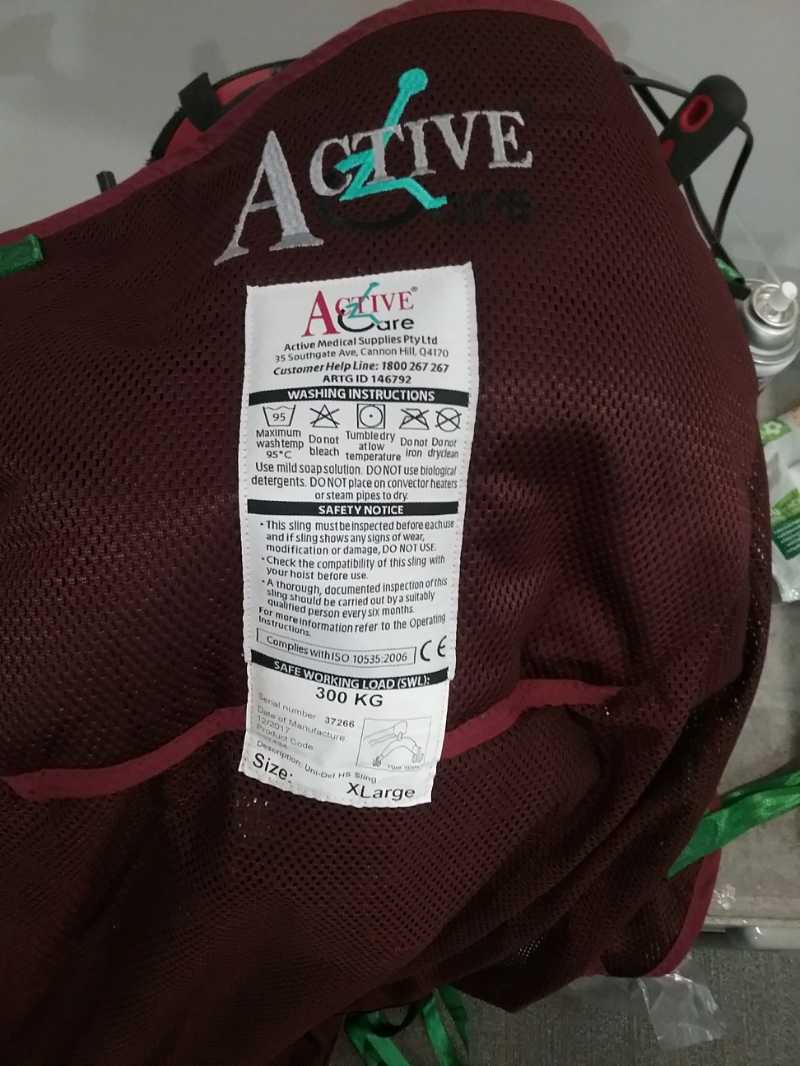 ACTIVE
Care
ACTIVE®
Care
Active Medical Supplies Pty Ltd
35 Southgate Ave, Cannon Hill, Q4170
Customer Help Line: 1800 267 267
ARTG ID 146792
WASHING INSTRUCTIONS
95
Maximum wash temp 95°C
Do not bleach
Tumble dry at low temperature
Do not iron
Do not dryclean
Use mild soap solution. DO NOT use biological
detergents. DO NOT place on convector heaters
or steam pipes to dry.
SAFETY NOTICE
• This sling must be inspected before each use
and if sling shows any signs of wear,
modification or damage, DO NOT USE.
• Check the compatibility of this sling with
your hoist before use.
• A thorough, documented inspection of this
sling should be carried out by a suitably
qualified person every six months.
For more information refer to the Operating
Instructions.
Complies with ISO 10535:2006 CE
SAFE WORKING LOAD (SWL):
300 KG
Serial number 37266
Date of Manufacture
12/2017
Product Code
Description: Uni-Def HS Sling
Size: XLarge